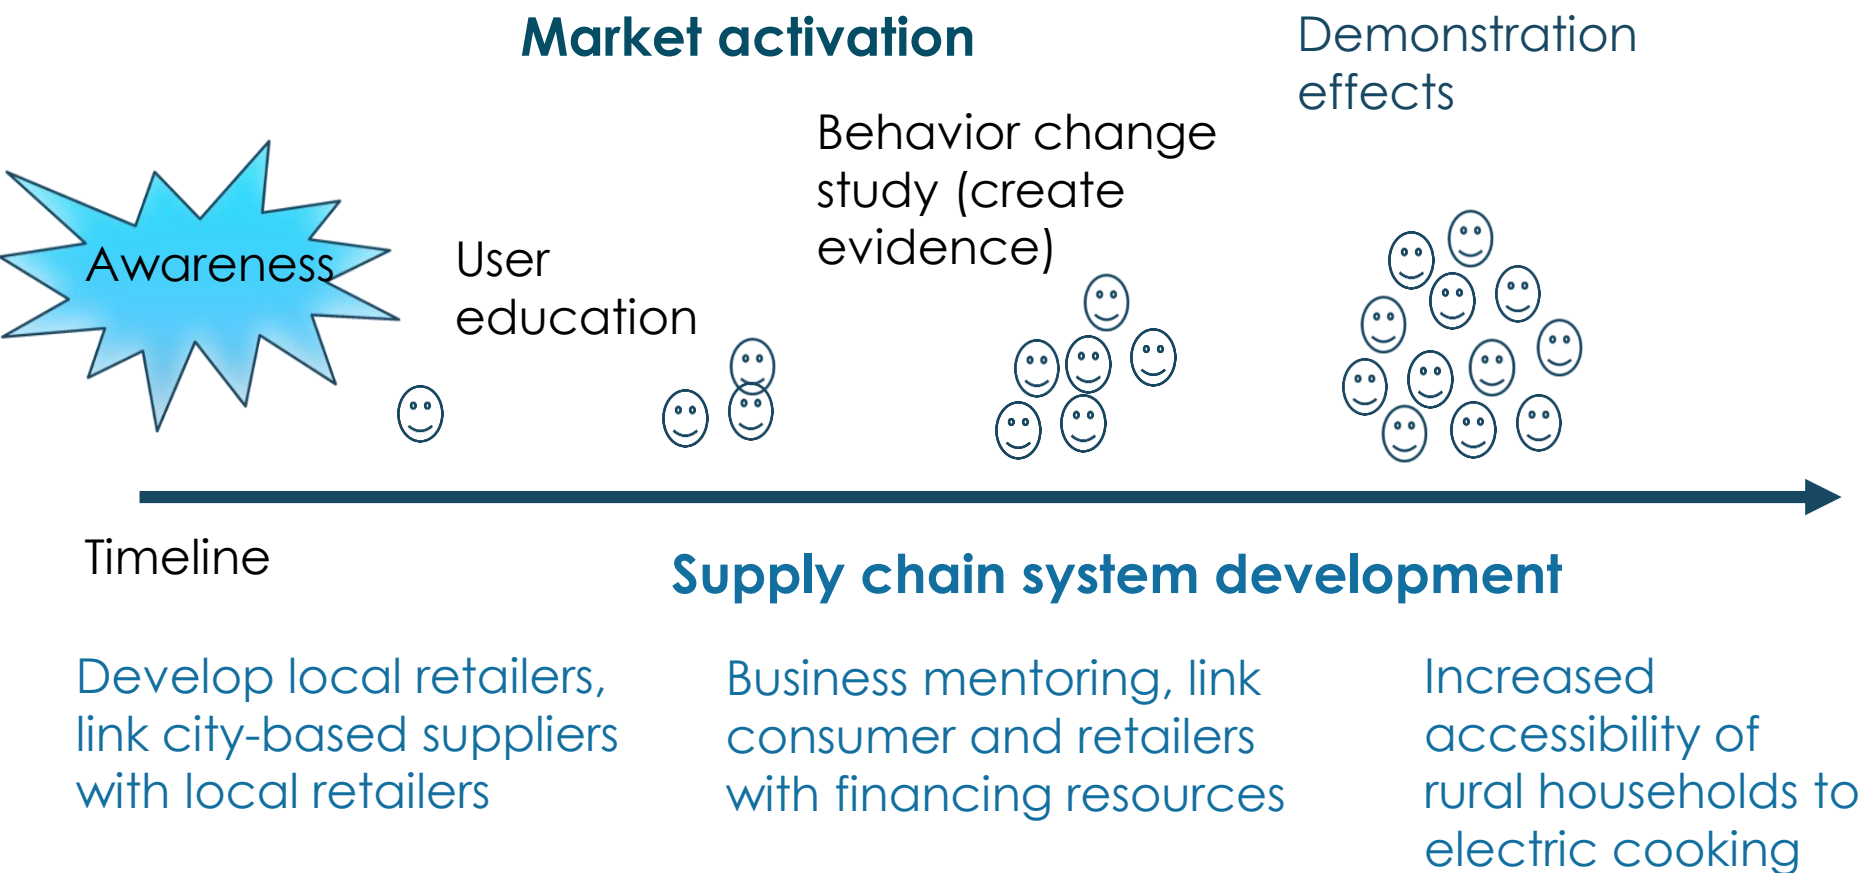 Market activation
Demonstration
effects
Behavior change
study (create
evidence)
Awareness
User
education
Timeline
Supply chain system development
Develop local retailers,
link city-based suppliers
with local retailers
Business mentoring, link
consumer and retailers
with financing resources
Increased
accessibility of
rural households to
electric cooking